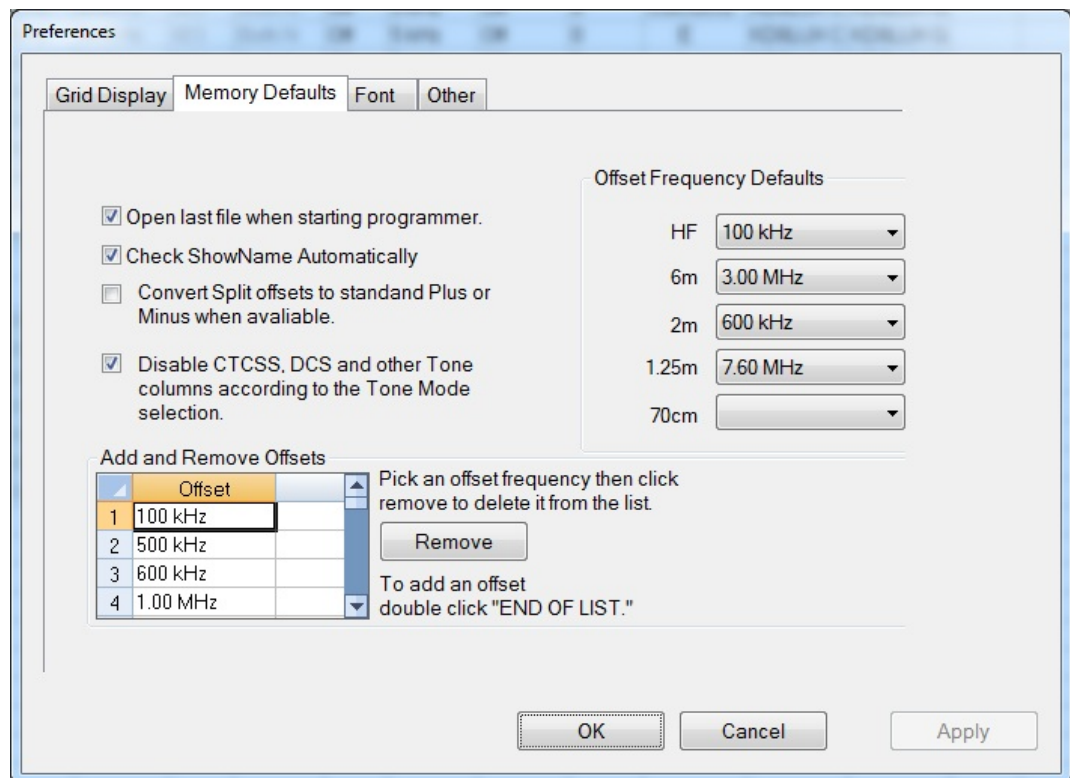 Preferences
Grid Display
Memory Defaults
Font
Other
Open last file when starting programmer.
Check ShowName Automatically
Convert Split offsets to standand Plus or
Minus when avaliable.
Disable CTCSS, DCS and other Tone
columns according to the Tone Mode
selection.
Offset Frequency Defaults
HF 100 kHz
6m 3.00 MHz
2m 600 kHz
1.25m 7.60 MHz
70cm
Add and Remove Offsets
Offset
1 100 kHz
2 500 kHz
3 600 kHz
4 1.00 MHz
Pick an offset frequency then click
remove to delete it from the list.
Remove
To add an offset
double click "END OF LIST."
OK
Cancel
Apply